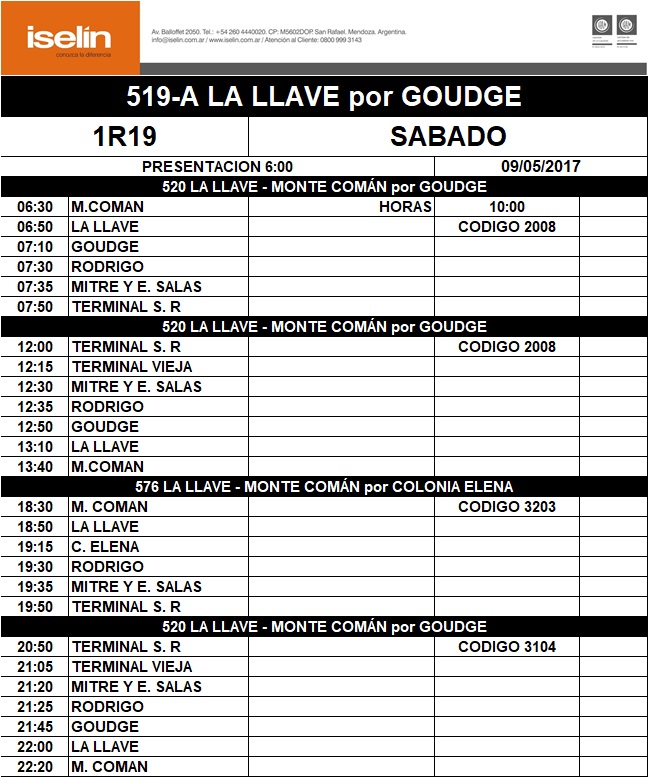 iselín
conozca la diferencia
Av. Balloffet 2050. Tel.: +54 260 4440020. CP: M5602DOP. San Rafael. Mendoza. Argentina.
info@iselin.com.ar / www.iselin.com.ar / Atención al Cliente: 0800 999 3143
519-A LA LLAVE por GOUDGE
1R19 SABADO
PRESENTACION 6:00 09/05/2017
520 LA LLAVE - MONTE COMÁN por GOUDGE
06:30 M.COMAN HORAS 10:00
06:50 LA LLAVE CODIGO 2008
07:10 GOUDGE
07:30 RODRIGO
07:35 MITRE Y E. SALAS
07:50 TERMINAL S. R
520 LA LLAVE - MONTE COMÁN por GOUDGE
12:00 TERMINAL S. R CODIGO 2008
12:15 TERMINAL VIEJA
12:30 MITRE Y E. SALAS
12:35 RODRIGO
12:50 GOUDGE
13:10 LA LLAVE
13:40 M.COMAN
576 LA LLAVE - MONTE COMÁN por COLONIA ELENA
18:30 M. COMAN CODIGO 3203
18:50 LA LLAVE
19:15 C. ELENA
19:30 RODRIGO
19:35 MITRE Y E. SALAS
19:50 TERMINAL S. R
520 LA LLAVE - MONTE COMÁN por GOUDGE
20:50 TERMINAL S. R CODIGO 3104
21:05 TERMINAL VIEJA
21:20 MITRE Y E. SALAS
21:25 RODRIGO
21:45 GOUDGE
22:00 LA LLAVE
22:20 M. COMAN